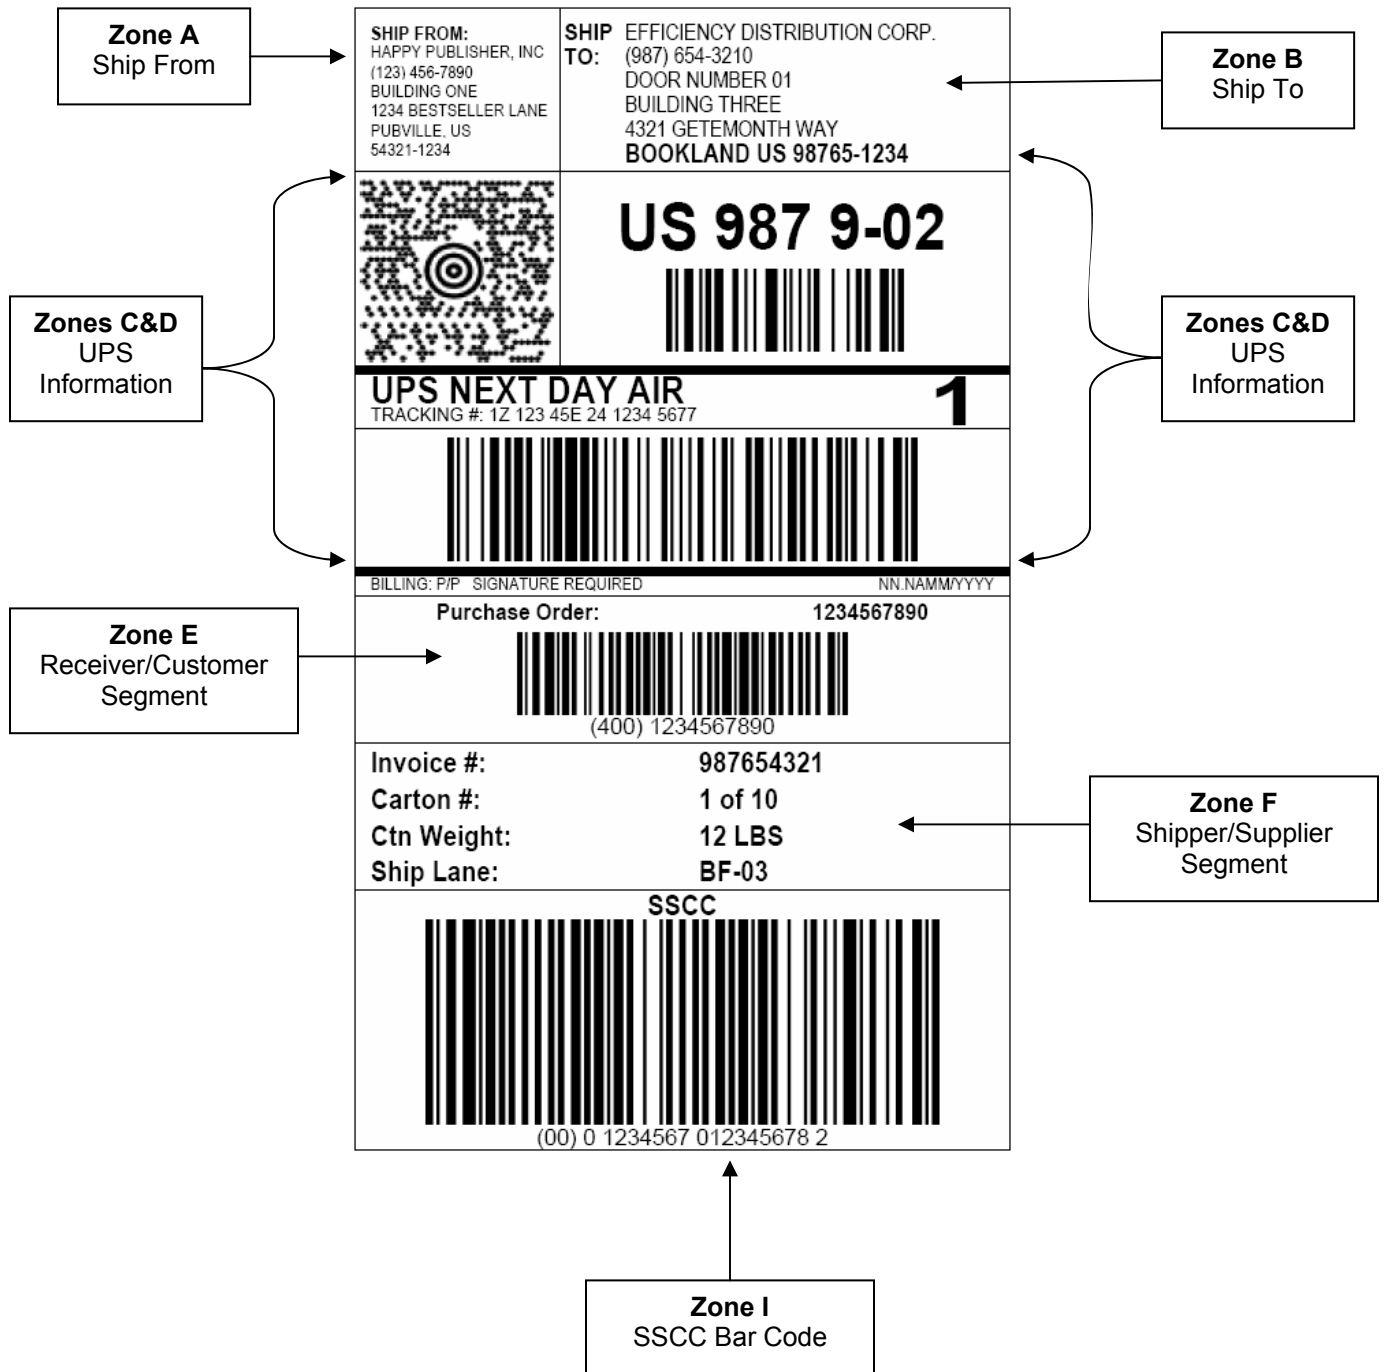 Zone A
Ship From
SHIP FROM:
HAPPY PUBLISHER, INC
(123) 456-7890
BUILDING ONE
1234 BESTSELLER LANE
PUBVILLE, US
54321-1234
SHIP TO:
EFFICIENCY DISTRIBUTION CORP.
(987) 654-3210
DOOR NUMBER 01
BUILDING THREE
4321 GETEMONTH WAY
BOOKLAND US 98765-1234
Zone B
Ship To
Zones C&D
UPS
Information
US 987 9-02
Zones C&D
UPS
Information
UPS NEXT DAY AIR
TRACKING #: 1Z 123 45E 24 1234 5677
1
BILLING: P/P SIGNATURE REQUIRED NN.NAMM/YYYY
Zone E
Receiver/Customer
Segment
Purchase Order: 1234567890
(400) 1234567890
Invoice #: 987654321
Carton #: 1 of 10
Ctn Weight: 12 LBS
Ship Lane: BF-03
Zone F
Shipper/Supplier
Segment
SSCC
(00) 0 1234567 012345678 2
Zone I
SSCC Bar Code